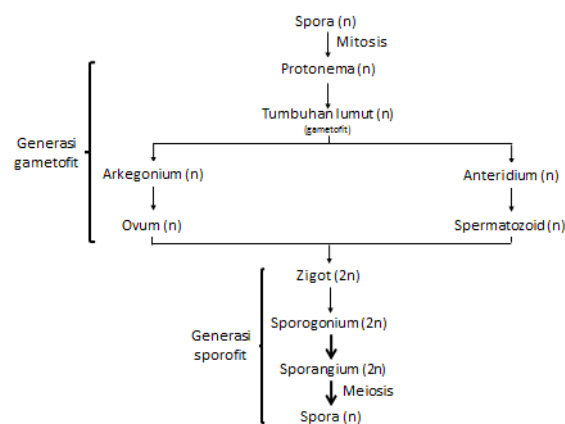 Spora (n)
Mitosis
Protonema (n)
Tumbuhan lumut (n)
(gametofit)
Generasi
gametofit
Arkegonium (n)
Anteridium (n)
Ovum (n)
Spermatozoid (n)
Zigot (2n)
Sporogonium (2n)
Generasi
sporofit
Sporangium (2n)
Meiosis
Spora (n)